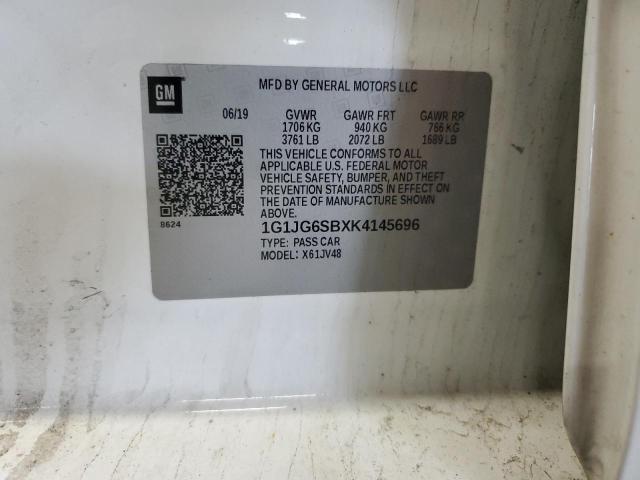 GM
MFD BY GENERAL MOTORS LLC
06/19 GVWR GAWR FRT GAWR RR
1706 KG 940 KG 766 KG
3761 LB 2072 LB 1689 LB
THIS VEHICLE CONFORMS TO ALL
APPLICABLE U.S. FEDERAL MOTOR
VEHICLE SAFETY, BUMPER, AND THEFT
PREVENTION STANDARDS IN EFFECT ON
THE DATE OF MANUFACTURE SHOWN
ABOVE.
8624
1G1JG6SBXK4145696
TYPE: PASS CAR
MODEL: X61JV48